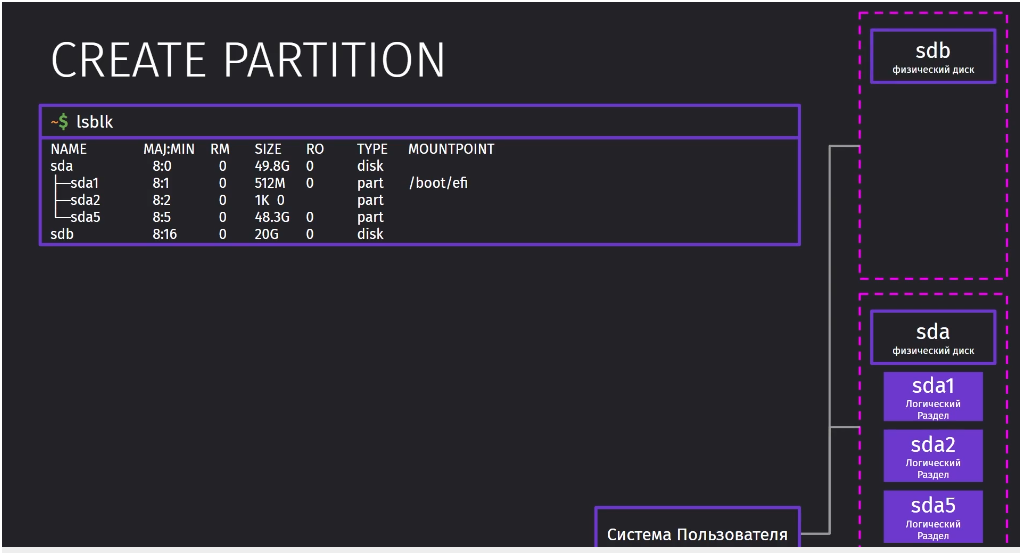 CREATE PARTITION
~$ lsblk
NAME MAJ:MIN RM SIZE RO TYPE MOUNTPOINT
sda 8:0 0 49.8G 0 disk
├─sda1 8:1 0 512M 0 part /boot/efi
├─sda2 8:2 0 1K 0 part
└─sda5 8:5 0 48.3G 0 part
sdb 8:16 0 20G 0 disk
sdb
физический диск
sda
физический диск
sda1
Логический
Раздел
sda2
Логический
Раздел
sda5
Логический
Раздел
Система Пользователя